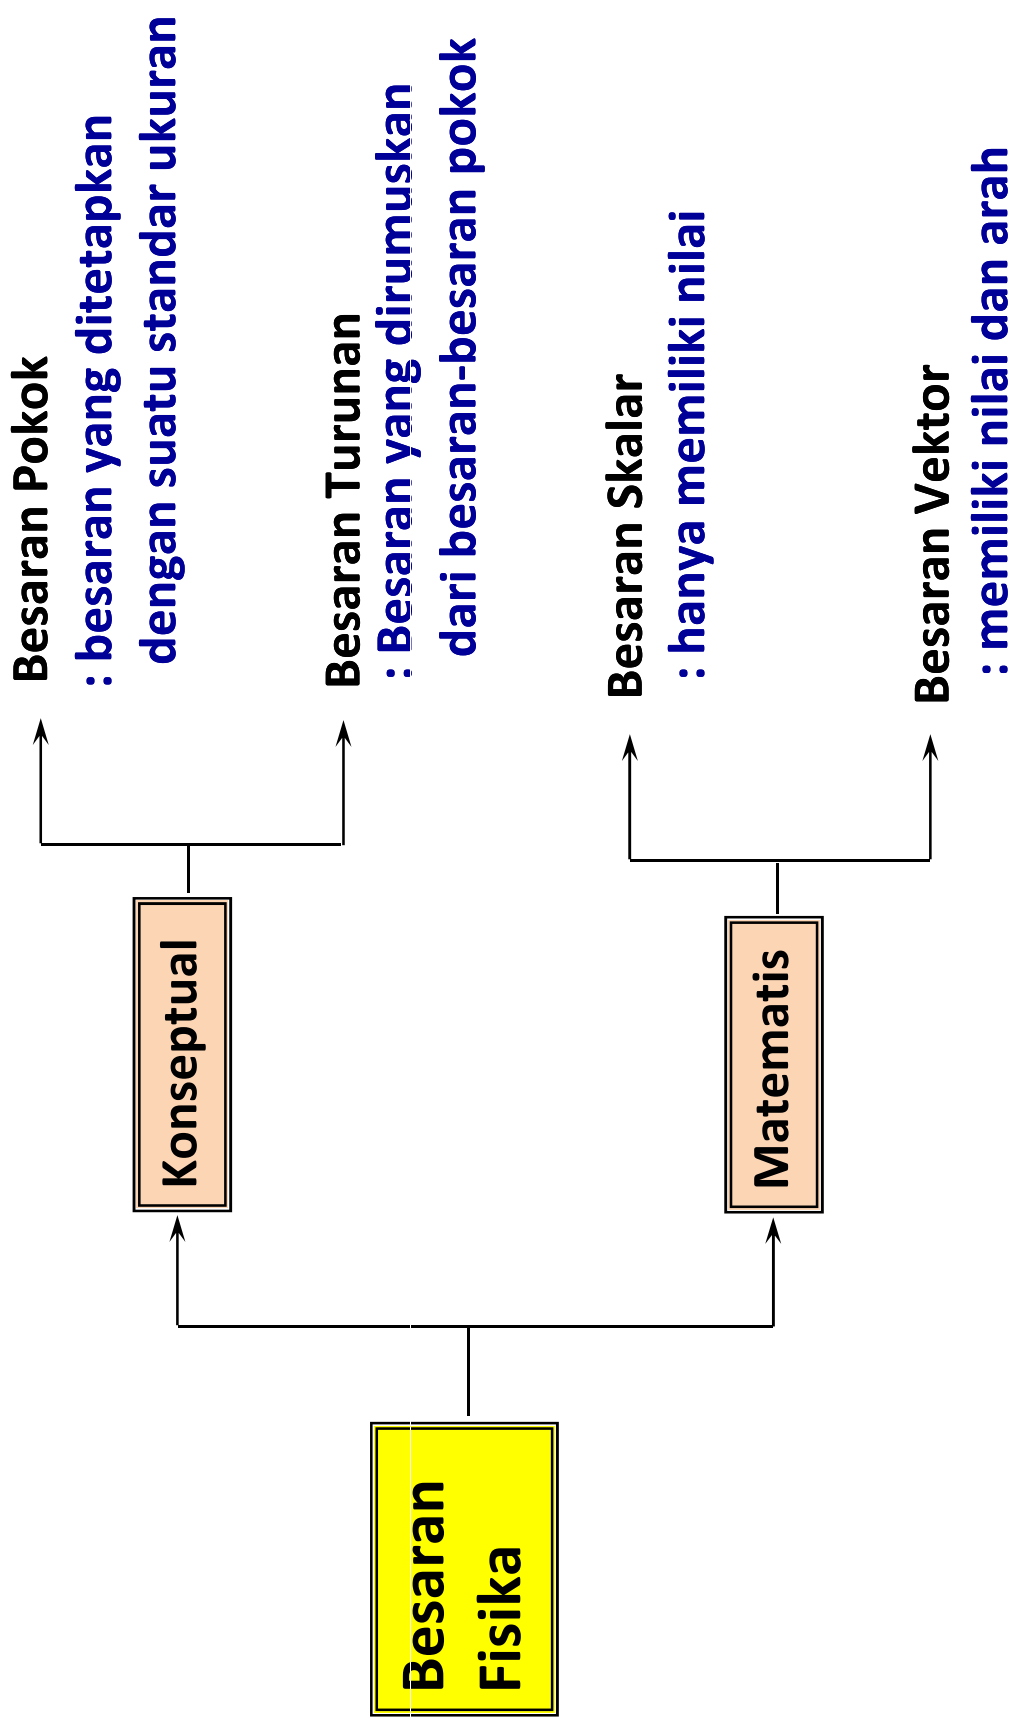 Besaran
Fisika
Konseptual
Besaran Pokok
: besaran yang ditetapkan
dengan suatu standar ukuran
Besaran Turunan
: Besaran yang dirumuskan
dari besaran-besaran pokok
Matematis
Besaran Skalar
: hanya memiliki nilai
Besaran Vektor
: memiliki nilai dan arah